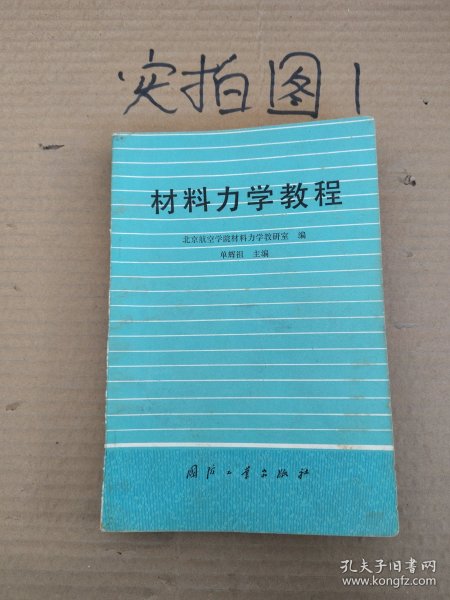 实拍图1
材料力学教程
北京航空学院材料力学教研室 编
单辉祖 主编
国防工业出版社
孔夫子旧书网
www.kongfz.com